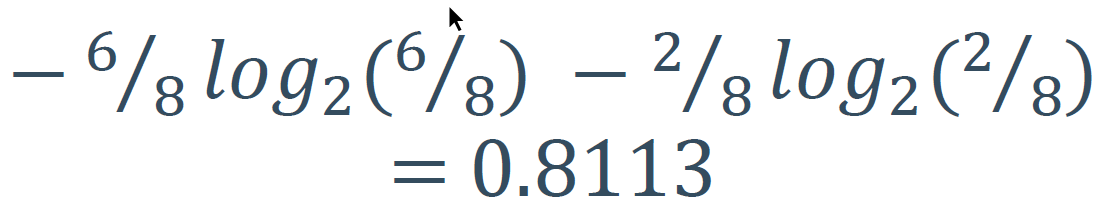 − ⁶/₈ log₂(⁶/₈) − ²/₈ log₂(²/₈)
= 0.8113